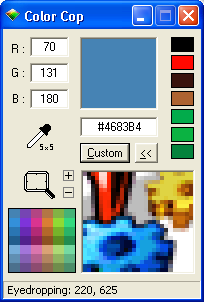 Color Cop
R : 70
G : 131
B : 180
5x5
#4683B4
Custom <<
Eyedropping: 220, 625